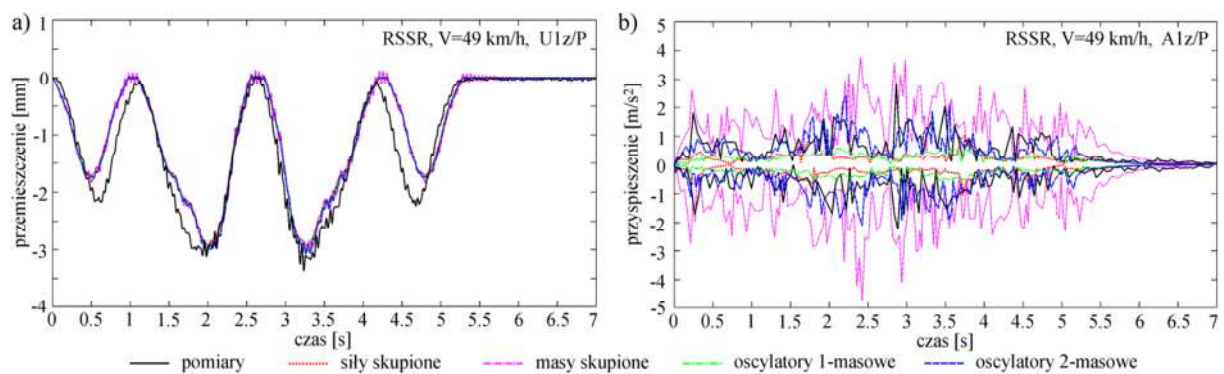 a)
RSSR, V=49 km/h, U1z/P
przemieszczenie [mm]
1
0
-1
-2
-3
-4
0 0.5 1 1.5 2 2.5 3 3.5 4 4.5 5 5.5 6 6.5 7
czas [s]
b)
RSSR, V=49 km/h, A1z/P
przyspieszenie [m/s²]
5
4
3
2
1
0
-1
-2
-3
-4
-5
0 0.5 1 1.5 2 2.5 3 3.5 4 4.5 5 5.5 6 6.5 7
czas [s]
pomiary siły skupione masy skupione oscylatory 1-masowe oscylatory 2-masowe